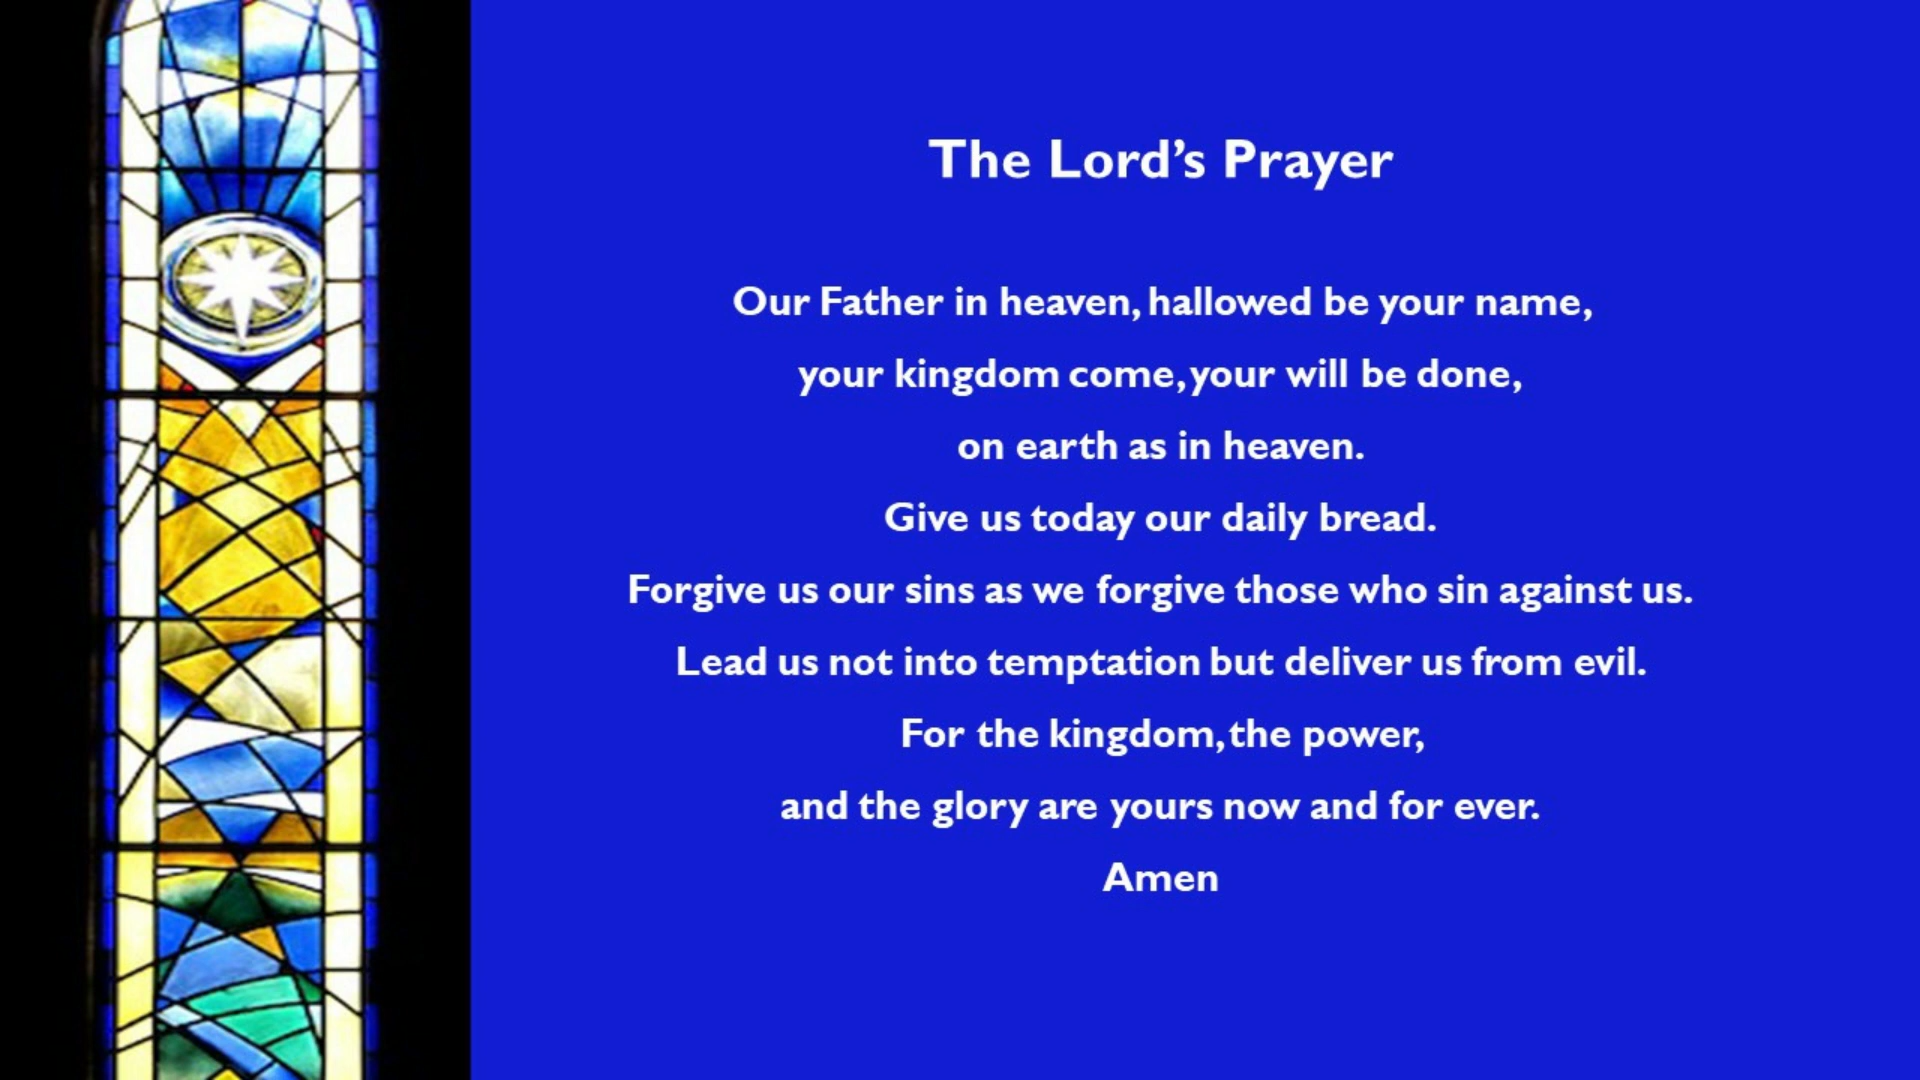 The Lord’s Prayer
Our Father in heaven, hallowed be your name,
your kingdom come, your will be done,
on earth as in heaven.
Give us today our daily bread.
Forgive us our sins as we forgive those who sin against us.
Lead us not into temptation but deliver us from evil.
For the kingdom, the power,
and the glory are yours now and for ever.
Amen